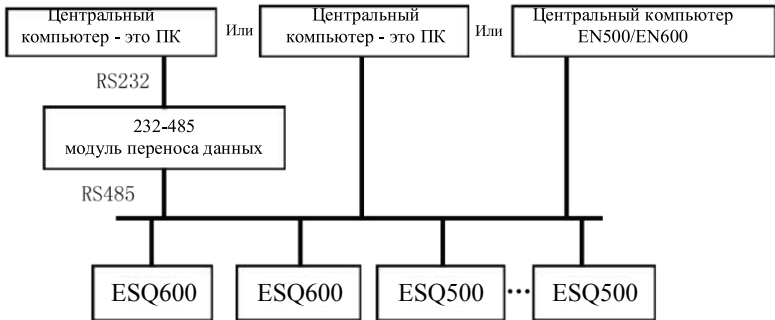 Центральный
компьютер - это ПК
Или
Центральный
компьютер - это ПК
Или
Центральный компьютер
EN500/EN600
RS232
232-485
модуль переноса данных
RS485
ESQ600
ESQ600
ESQ500
...
ESQ500